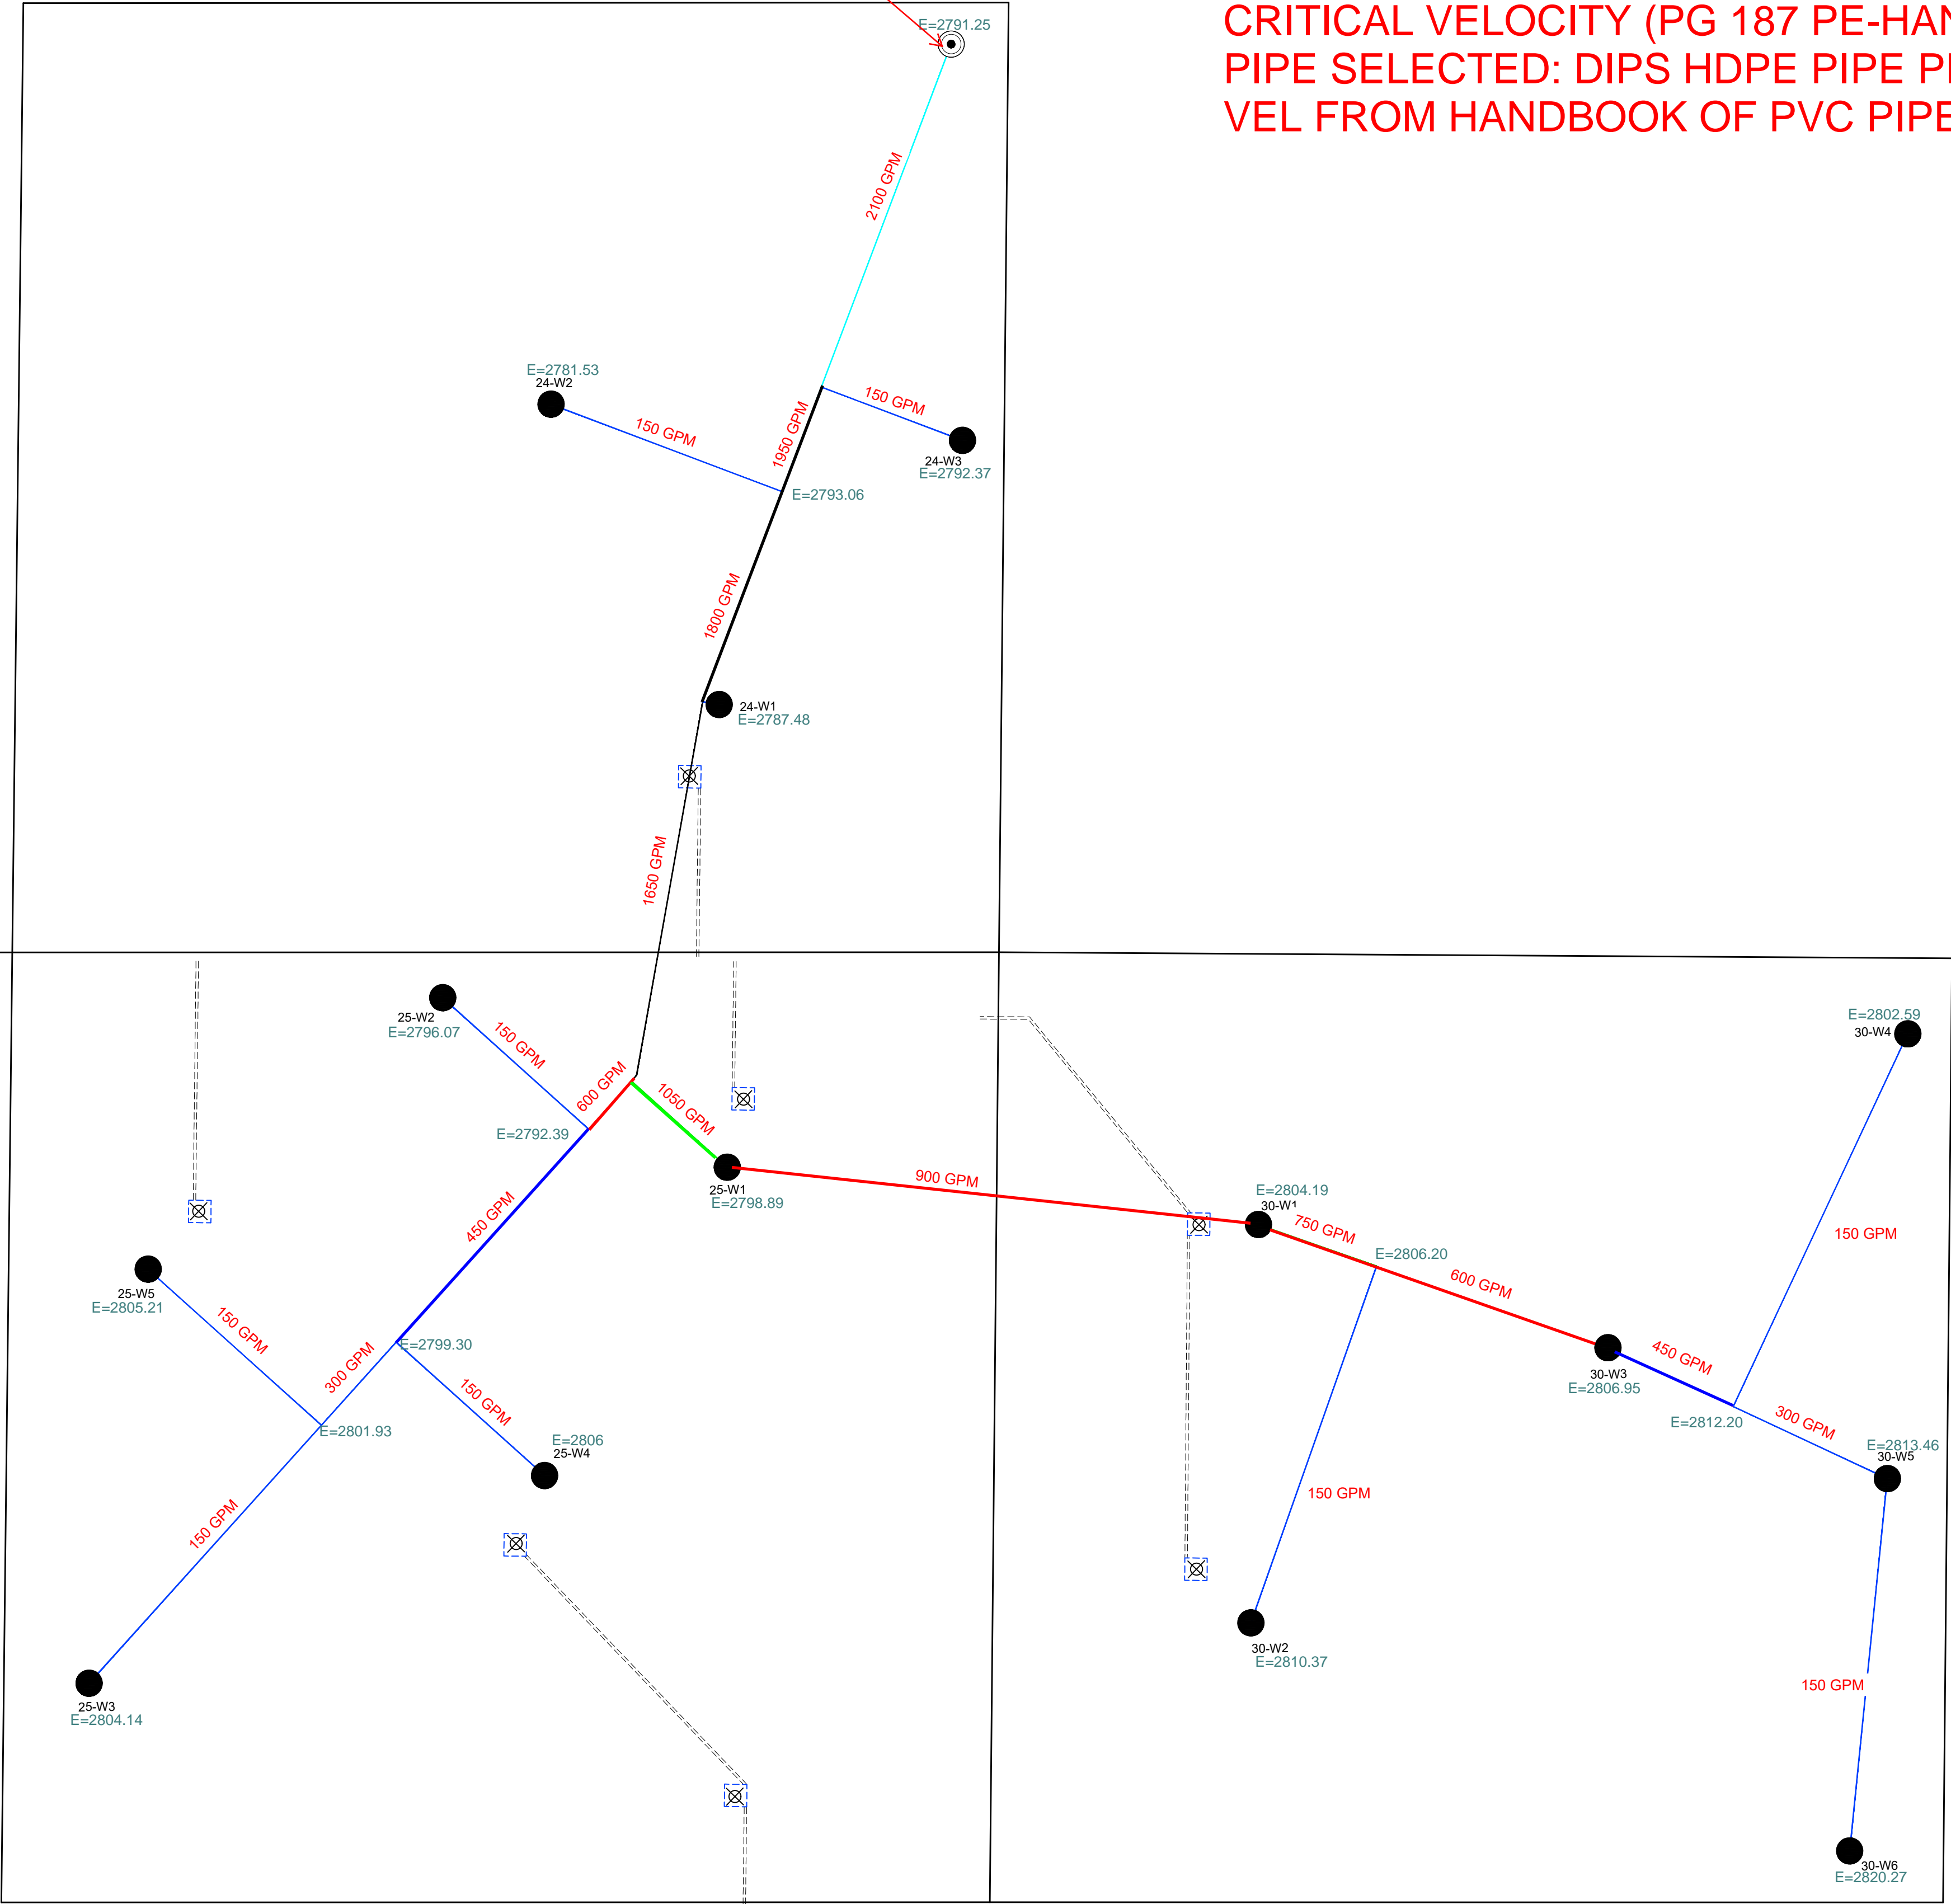 CRITICAL VELOCITY (PG 187 PE-HAN
PIPE SELECTED: DIPS HDPE PIPE
VEL FROM HANDBOOK OF PVC PIPE
E=2791.25
2100 GPM
E=2781.53
24-W2
150 GPM
1950 GPM
150 GPM
24-W3
E=2792.37
E=2793.06
1800 GPM
24-W1
E=2787.48
1650 GPM
25-W2
E=2796.07
150 GPM
600 GPM
1050 GPM
E=2792.39
25-W1
E=2798.89
900 GPM
E=2804.19
30-W1
750 GPM
E=2806.20
600 GPM
E=2802.59
30-W4
150 GPM
450 GPM
25-W5
E=2805.21
150 GPM
300 GPM
E=2799.30
150 GPM
E=2801.93
E=2806
25-W4
150 GPM
25-W3
E=2804.14
30-W3
E=2806.95
450 GPM
E=2812.20
300 GPM
E=2813.46
30-W5
150 GPM
30-W2
E=2810.37
150 GPM
30-W6
E=2820.27